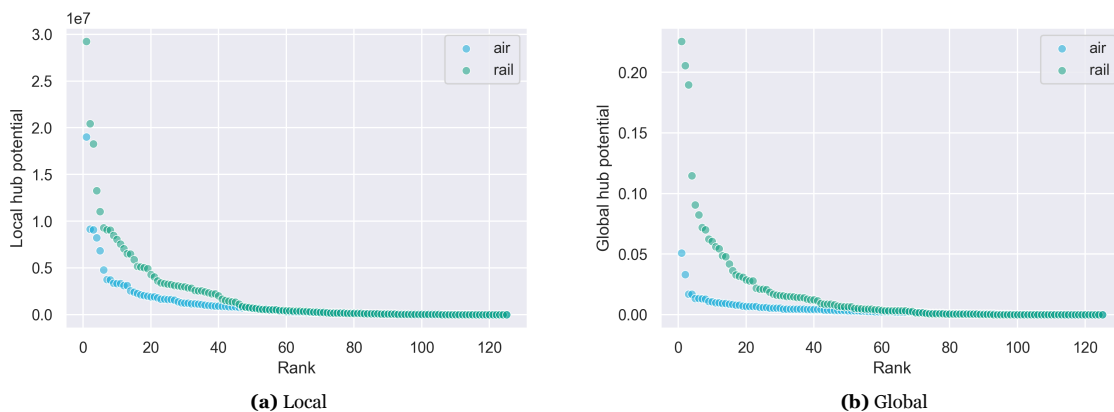 1e7
3.0
2.5
2.0
1.5
1.0
0.5
0.0
Local hub potential
0 20 40 60 80 100 120
Rank
air
rail
(a) Local
0.20
0.15
0.10
0.05
0.00
Global hub potential
0 20 40 60 80 100 120
Rank
air
rail
(b) Global